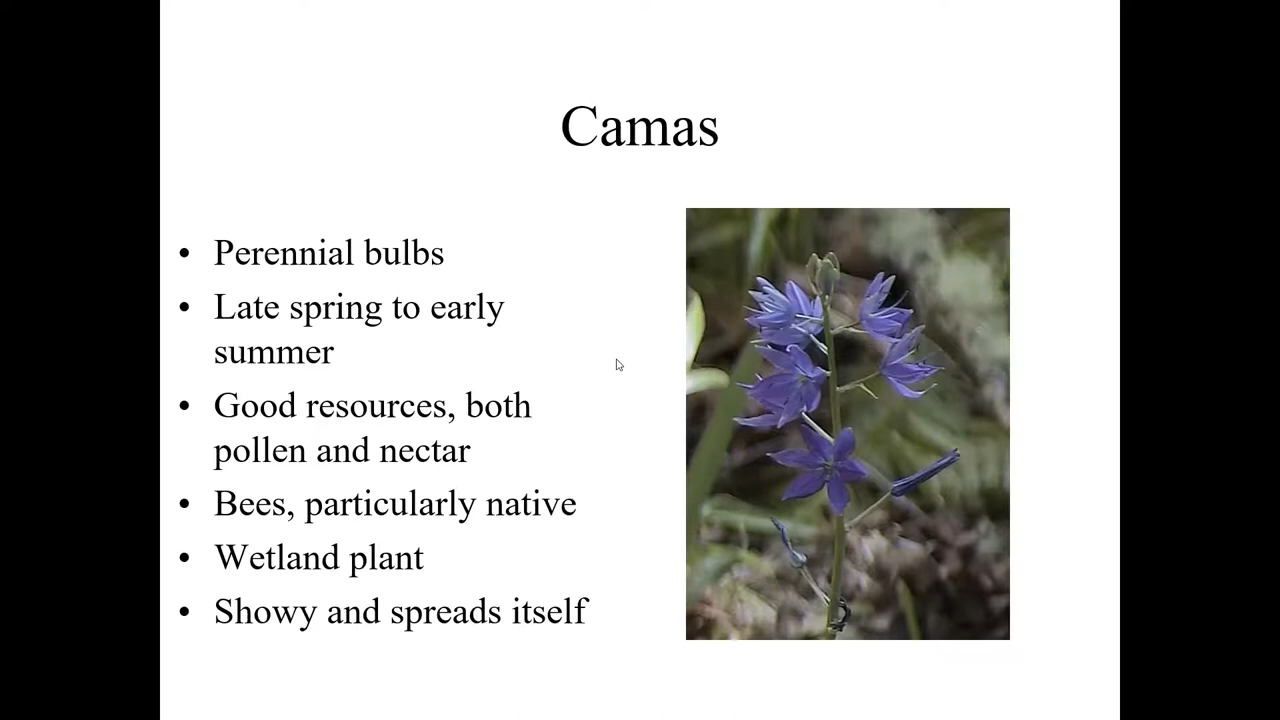 Camas
• Perennial bulbs
• Late spring to early
summer
• Good resources, both
pollen and nectar
• Bees, particularly native
• Wetland plant
• Showy and spreads itself